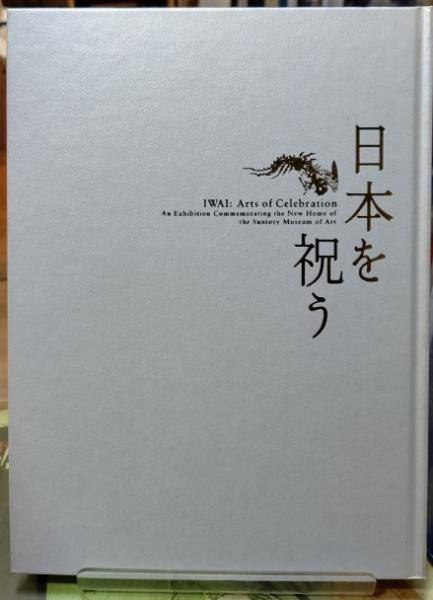 日本を
祝う
IWAI: Arts of Celebration
An Exhibition Commemorating the New Home of
the Suntory Museum of Art